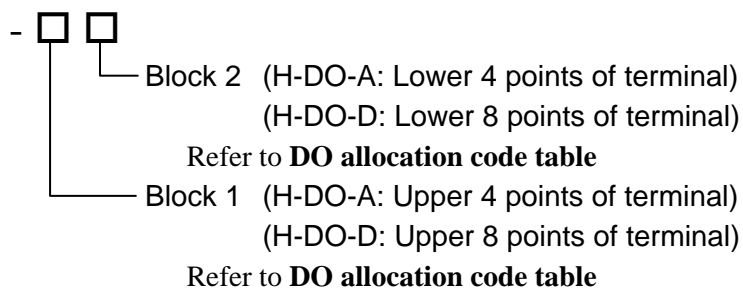 - □ □
Block 2 (H-DO-A: Lower 4 points of terminal)
(H-DO-D: Lower 8 points of terminal)
Refer to DO allocation code table
Block 1 (H-DO-A: Upper 4 points of terminal)
(H-DO-D: Upper 8 points of terminal)
Refer to DO allocation code table